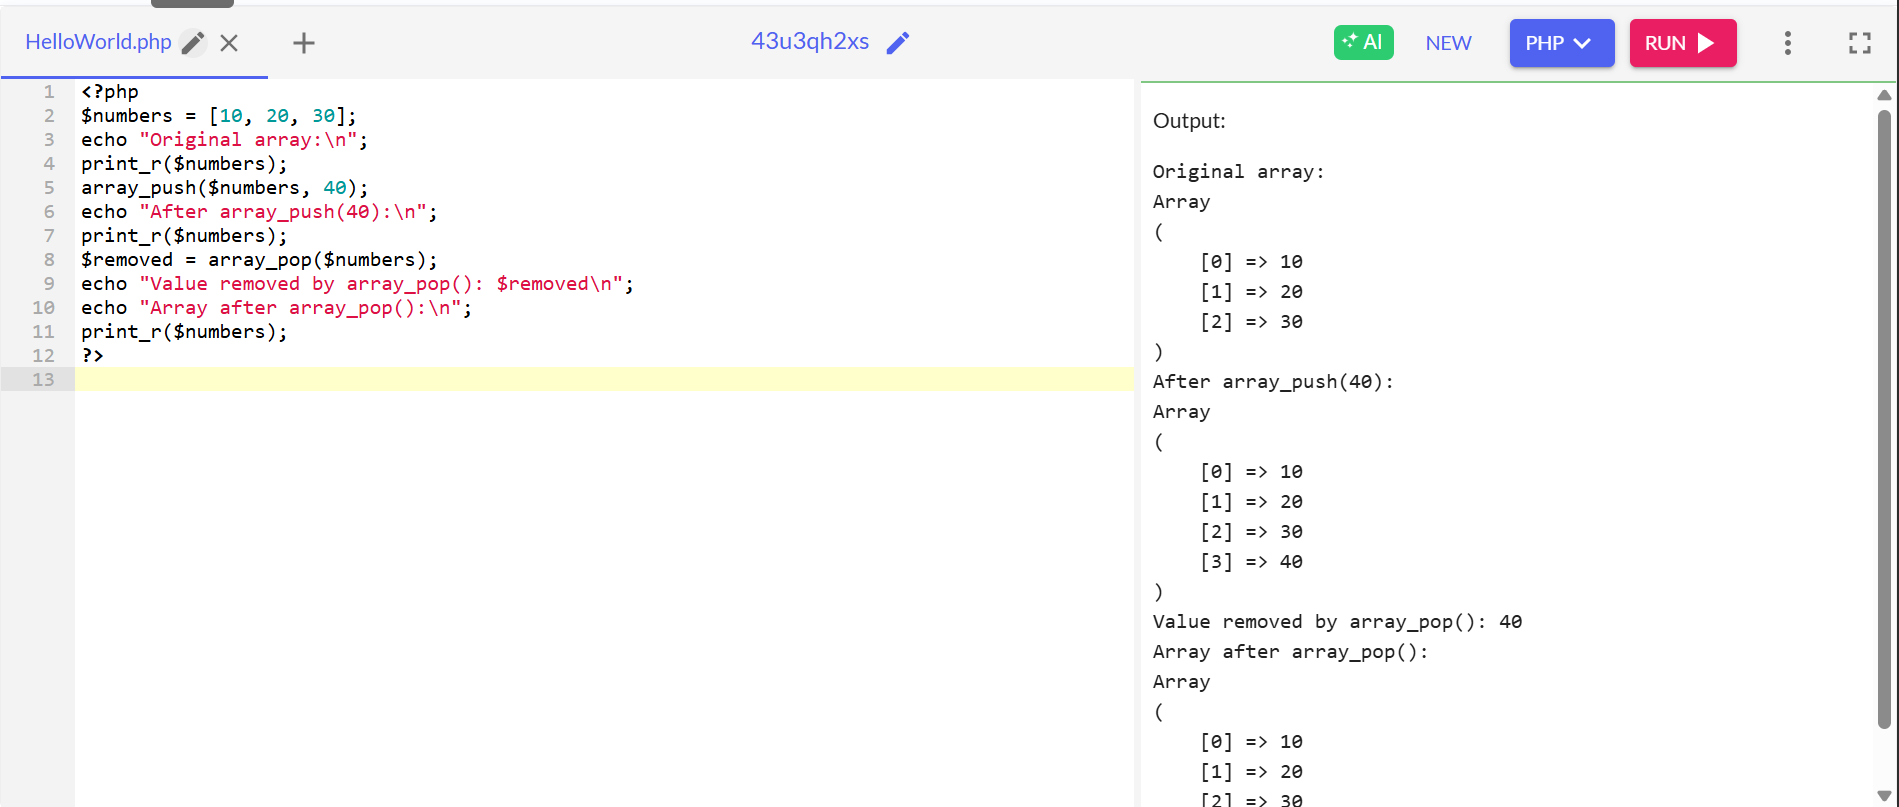 HelloWorld.php
43u3qh2xs
AI NEW PHP RUN
1 <?php
2 $numbers = [10, 20, 30];
3 echo "Original array:\n";
4 print_r($numbers);
5 array_push($numbers, 40);
6 echo "After array_push(40):\n";
7 print_r($numbers);
8 $removed = array_pop($numbers);
9 echo "Value removed by array_pop(): $removed\n";
10 echo "Array after array_pop():\n";
11 print_r($numbers);
12 ?>
13
Output:
Original array:
Array
(
    [0] => 10
    [1] => 20
    [2] => 30
)
After array_push(40):
Array
(
    [0] => 10
    [1] => 20
    [2] => 30
    [3] => 40
)
Value removed by array_pop(): 40
Array after array_pop():
Array
(
    [0] => 10
    [1] => 20
    [2] => 30